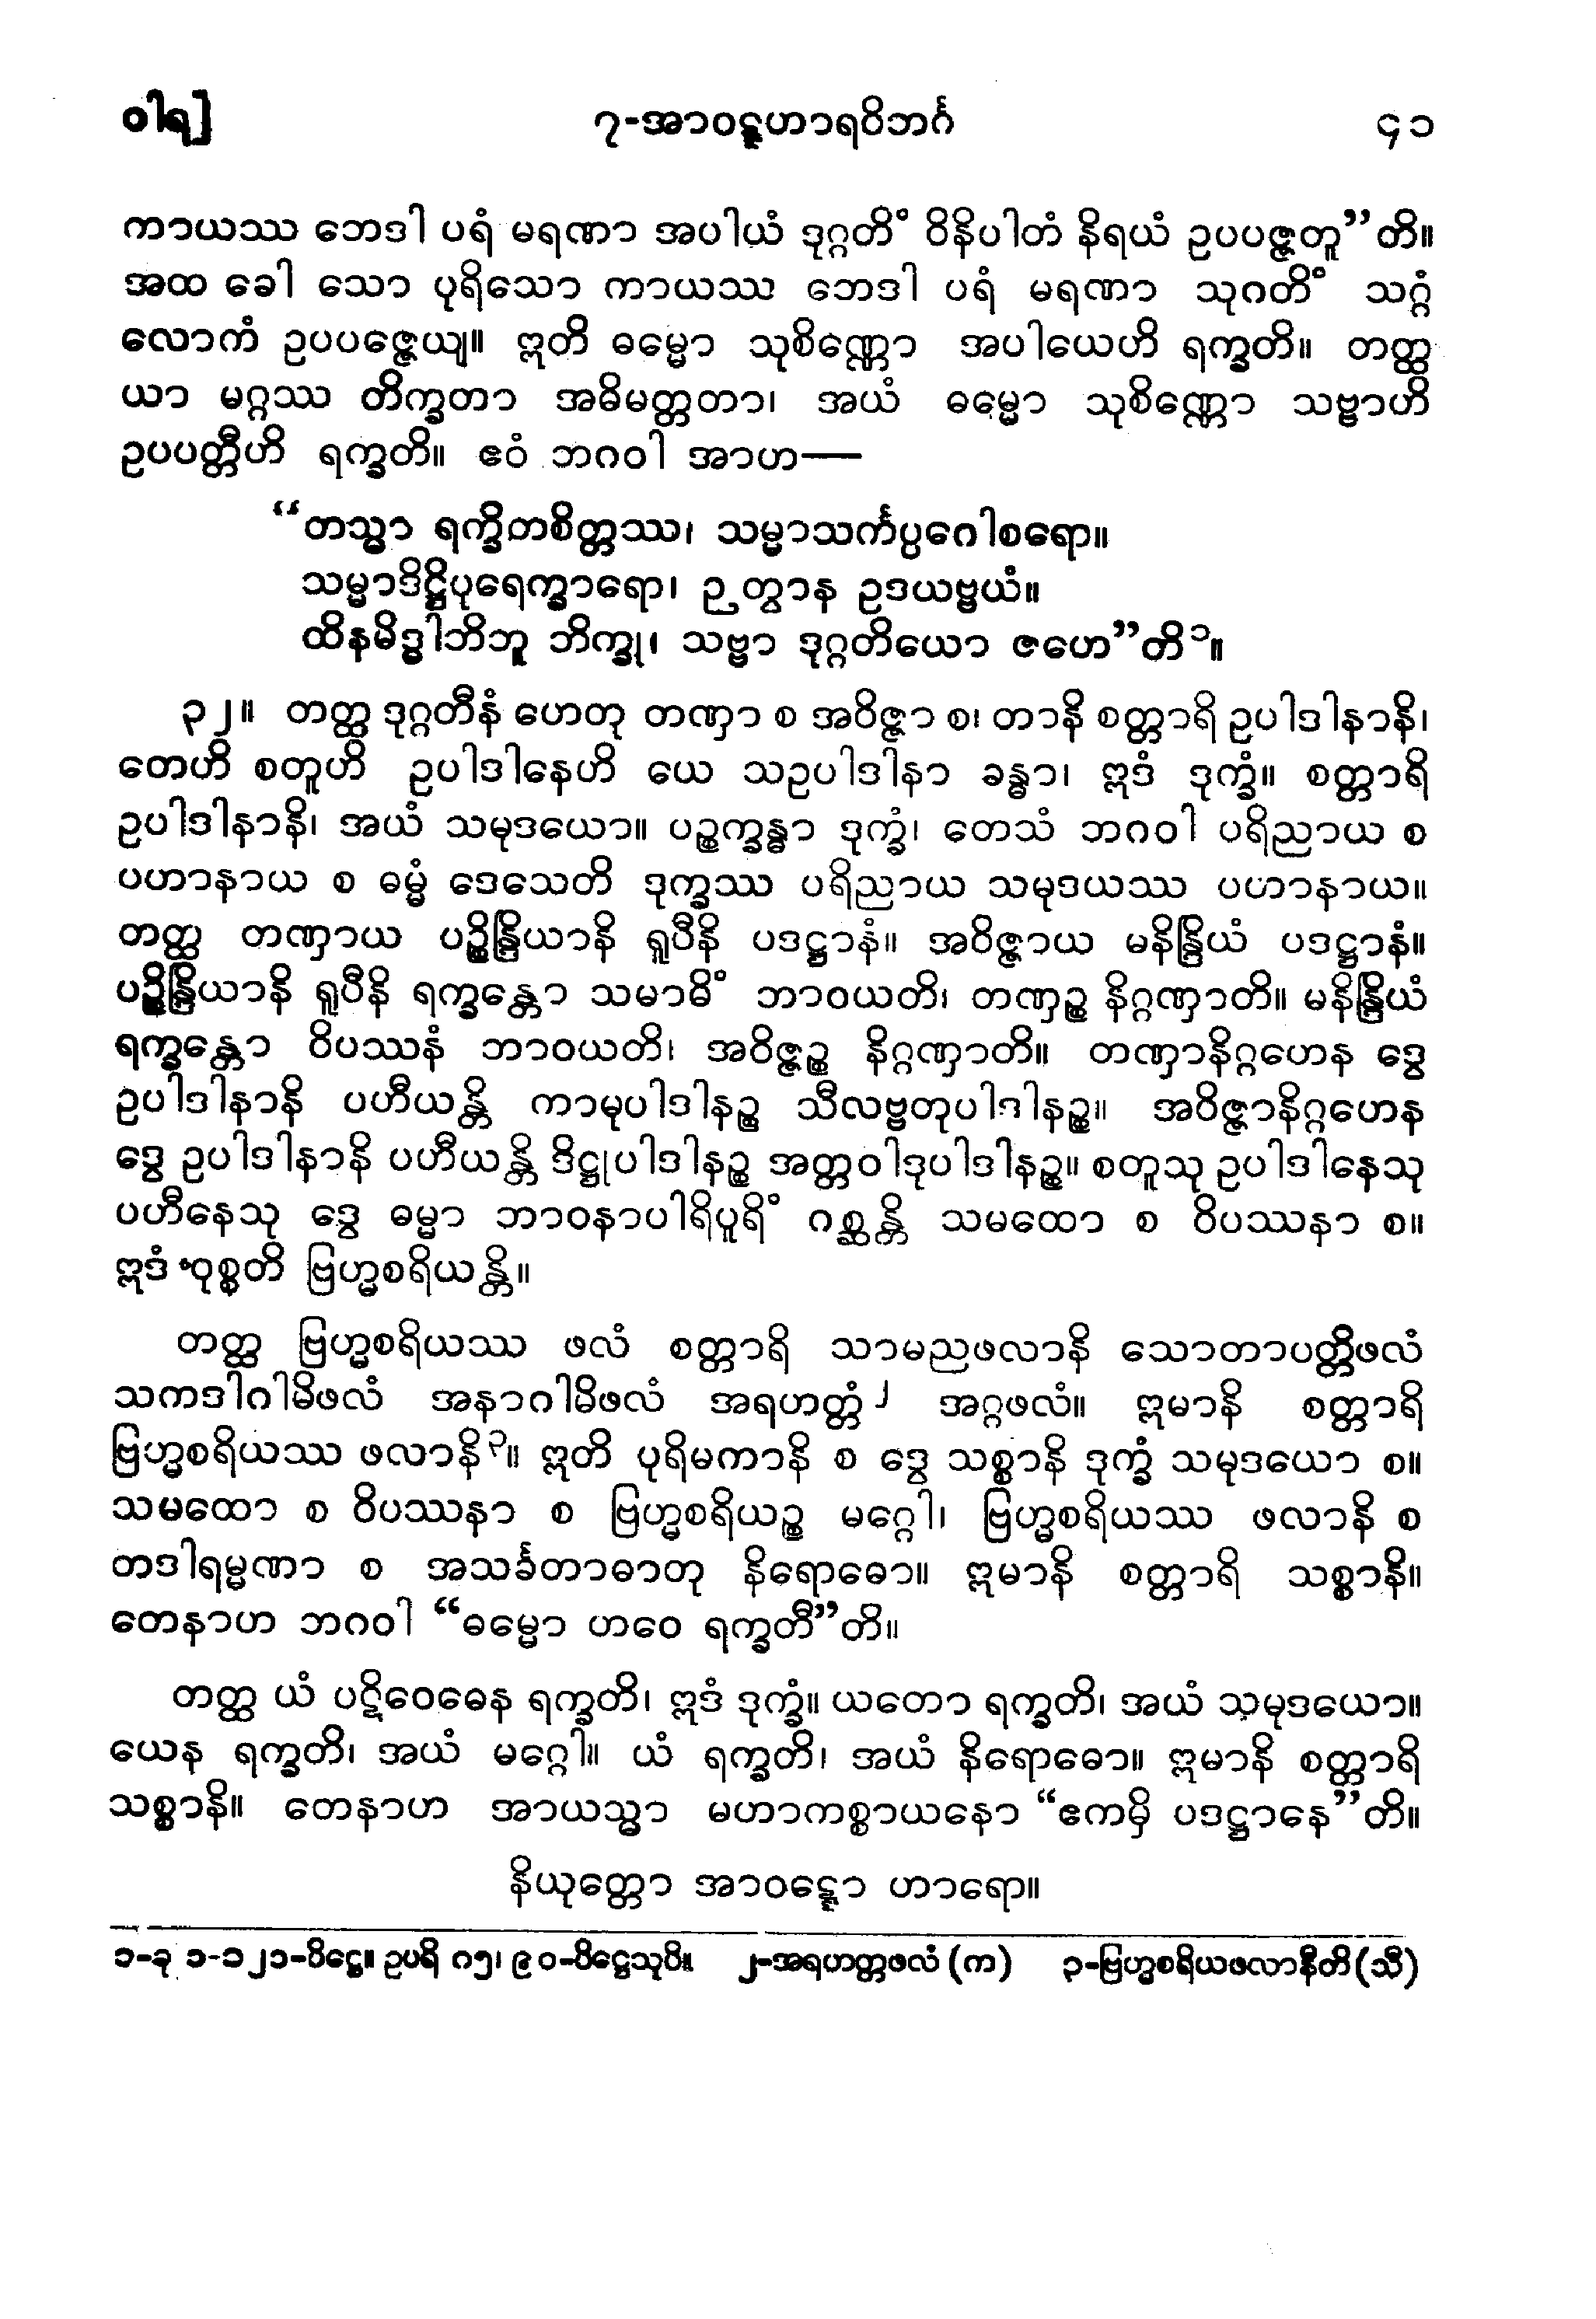 ဝါရ] ၇-အာဝဋ္ဋဟာရဝိဘင်္ဂ ၄၁
ကာယဿ ဘေဒါ ပရံ မရဏာ အပါယံ ဒုဂ္ဂတိံ ဝိနိပါတံ နိရယံ ဥပပဇ္ဇတူ”တိ။
အထ ခေါ သော ပုရိသော ကာယဿ ဘေဒါ ပရံ မရဏာ သုဂတိံ သဂ္ဂံ
လောကံ ဥပပဇ္ဇေယျ။ ဣတိ ဓမ္မော သုစိဏ္ဏော အပါယေဟိ ရက္ခတိ။ တတ္ထ
ယာ မဂ္ဂဿ တိက္ခတာ အဓိမတ္တတာ၊ အယံ ဓမ္မော သုစိဏ္ဏော သဗ္ဗာဟိ
ဥပပတ္တီဟိ ရက္ခတိ။ ဧဝံ ဘဂဝါ အာဟ—
“တသ္မာ ရက္ခိတစိတ္တဿ၊ သမ္မာသင်္ကပ္ပဂေါစရော။
သမ္မာဒိဋ္ဌိပုရေက္ခာရော၊ ဉတွာန ဥဒယဗ္ဗယံ။
ထိနမိဒ္ဓါဘိဘူ ဘိက္ခု၊ သဗ္ဗာ ဒုဂ္ဂတိယော ဇဟေ”တိ၁။
၃၂။ တတ္ထ ဒုဂ္ဂတီနံ ဟေတု တဏှာ စ အဝိဇ္ဇာ စ၊ တာနိ စတ္တာရိ ဥပါဒါနာနိ၊
တေဟိ စတူဟိ ဥပါဒါနေဟိ ယေ သဥပါဒါနာ ခန္ဓာ၊ ဣဒံ ဒုက္ခံ။ စတ္တာရိ
ဥပါဒါနာနိ၊ အယံ သမုဒယော။ ပဉ္စက္ခန္ဓာ ဒုက္ခံ၊ တေသံ ဘဂဝါ ပရိညာယ စ
ပဟာနာယ စ ဓမ္မံ ဒေသေတိ ဒုက္ခဿ ပရိညာယ သမုဒယဿ ပဟာနာယ။
တတ္ထ တဏှာယ ပဉ္စိန္ဒြိယာနိ ရူပီနိ ပဒဋ္ဌာနံ။ အဝိဇ္ဇာယ မနိန္ဒြိယံ ပဒဋ္ဌာနံ။
ပဉ္စိန္ဒြိယာနိ ရူပီနိ ရက္ခန္တော သမာဓိံ ဘာဝယတိ၊ တဏှဉ္စ နိဂ္ဂဏှာတိ။ မနိန္ဒြိယံ
ရက္ခန္တော ဝိပဿနံ ဘာဝယတိ၊ အဝိဇ္ဇဉ္စ နိဂ္ဂဏှာတိ။ တဏှာနိဂ္ဂဟေန ဒွေ
ဥပါဒါနာနိ ပဟီယန္တိ ကာမုပါဒါနဉ္စ သီလဗ္ဗတုပါဒါနဉ္စ။ အဝိဇ္ဇာနိဂ္ဂဟေန
ဒွေ ဥပါဒါနာနိ ပဟီယန္တိ ဒိဋ္ဌုပါဒါနဉ္စ အတ္တဝါဒုပါဒါနဉ္စ။ စတူသု ဥပါဒါနေသု
ပဟီနေသု ဒွေ ဓမ္မာ ဘာဝနာပါရိပူရိံ ဂစ္ဆန္တိ သမထော စ ဝိပဿနာ စ။
ဣဒံ ဝုစ္စတိ ဗြဟ္မစရိယန္တိ။
တတ္ထ ဗြဟ္မစရိယဿ ဖလံ စတ္တာရိ သာမညဖလာနိ သောတာပတ္တိဖလံ
သကဒါဂါမိဖလံ အနာဂါမိဖလံ အရဟတ္တံ၂ အဂ္ဂဖလံ။ ဣမာနိ စတ္တာရိ
ဗြဟ္မစရိယဿ ဖလာနိ၃။ ဣတိ ပုရိမကာနိ စ ဒွေ သစ္စာနိ ဒုက္ခံ သမုဒယော စ။
သမထော စ ဝိပဿနာ စ ဗြဟ္မစရိယဉ္စ မဂ္ဂေါ၊ ဗြဟ္မစရိယဿ ဖလာနိ စ
တဒါရမ္မဏာ စ အသင်္ခတာဓာတု နိရောဓော။ ဣမာနိ စတ္တာရိ သစ္စာနိ။
တေနာဟ ဘဂဝါ “ဓမ္မော ဟဝေ ရက္ခတီ”တိ။
တတ္ထ ယံ ပဋိဝေဓေန ရက္ခတိ၊ ဣဒံ ဒုက္ခံ။ ယတော ရက္ခတိ၊ အယံ သမုဒယော။
ယေန ရက္ခတိ၊ အယံ မဂ္ဂေါ။ ယံ ရက္ခတိ၊ အယံ နိရောဓော။ ဣမာနိ စတ္တာရိ
သစ္စာနိ။ တေနာဟ အာယသ္မာ မဟာကစ္စာယနော “ဧကမှိ ပဒဋ္ဌာနေ”တိ။
နိယုတ္တော အာဝဋ္ဋော ဟာရော။
၁-ခု ၁-၁၂၁-ပိဋ္ဌေ။ ဥပရိ ဂ၅၊ ၉၀-ပိဋ္ဌေသုပိ။ ၂-အရဟတ္တဖလံ (က) ၃-ဗြဟ္မစရိယဖလာနီတိ (သီ)